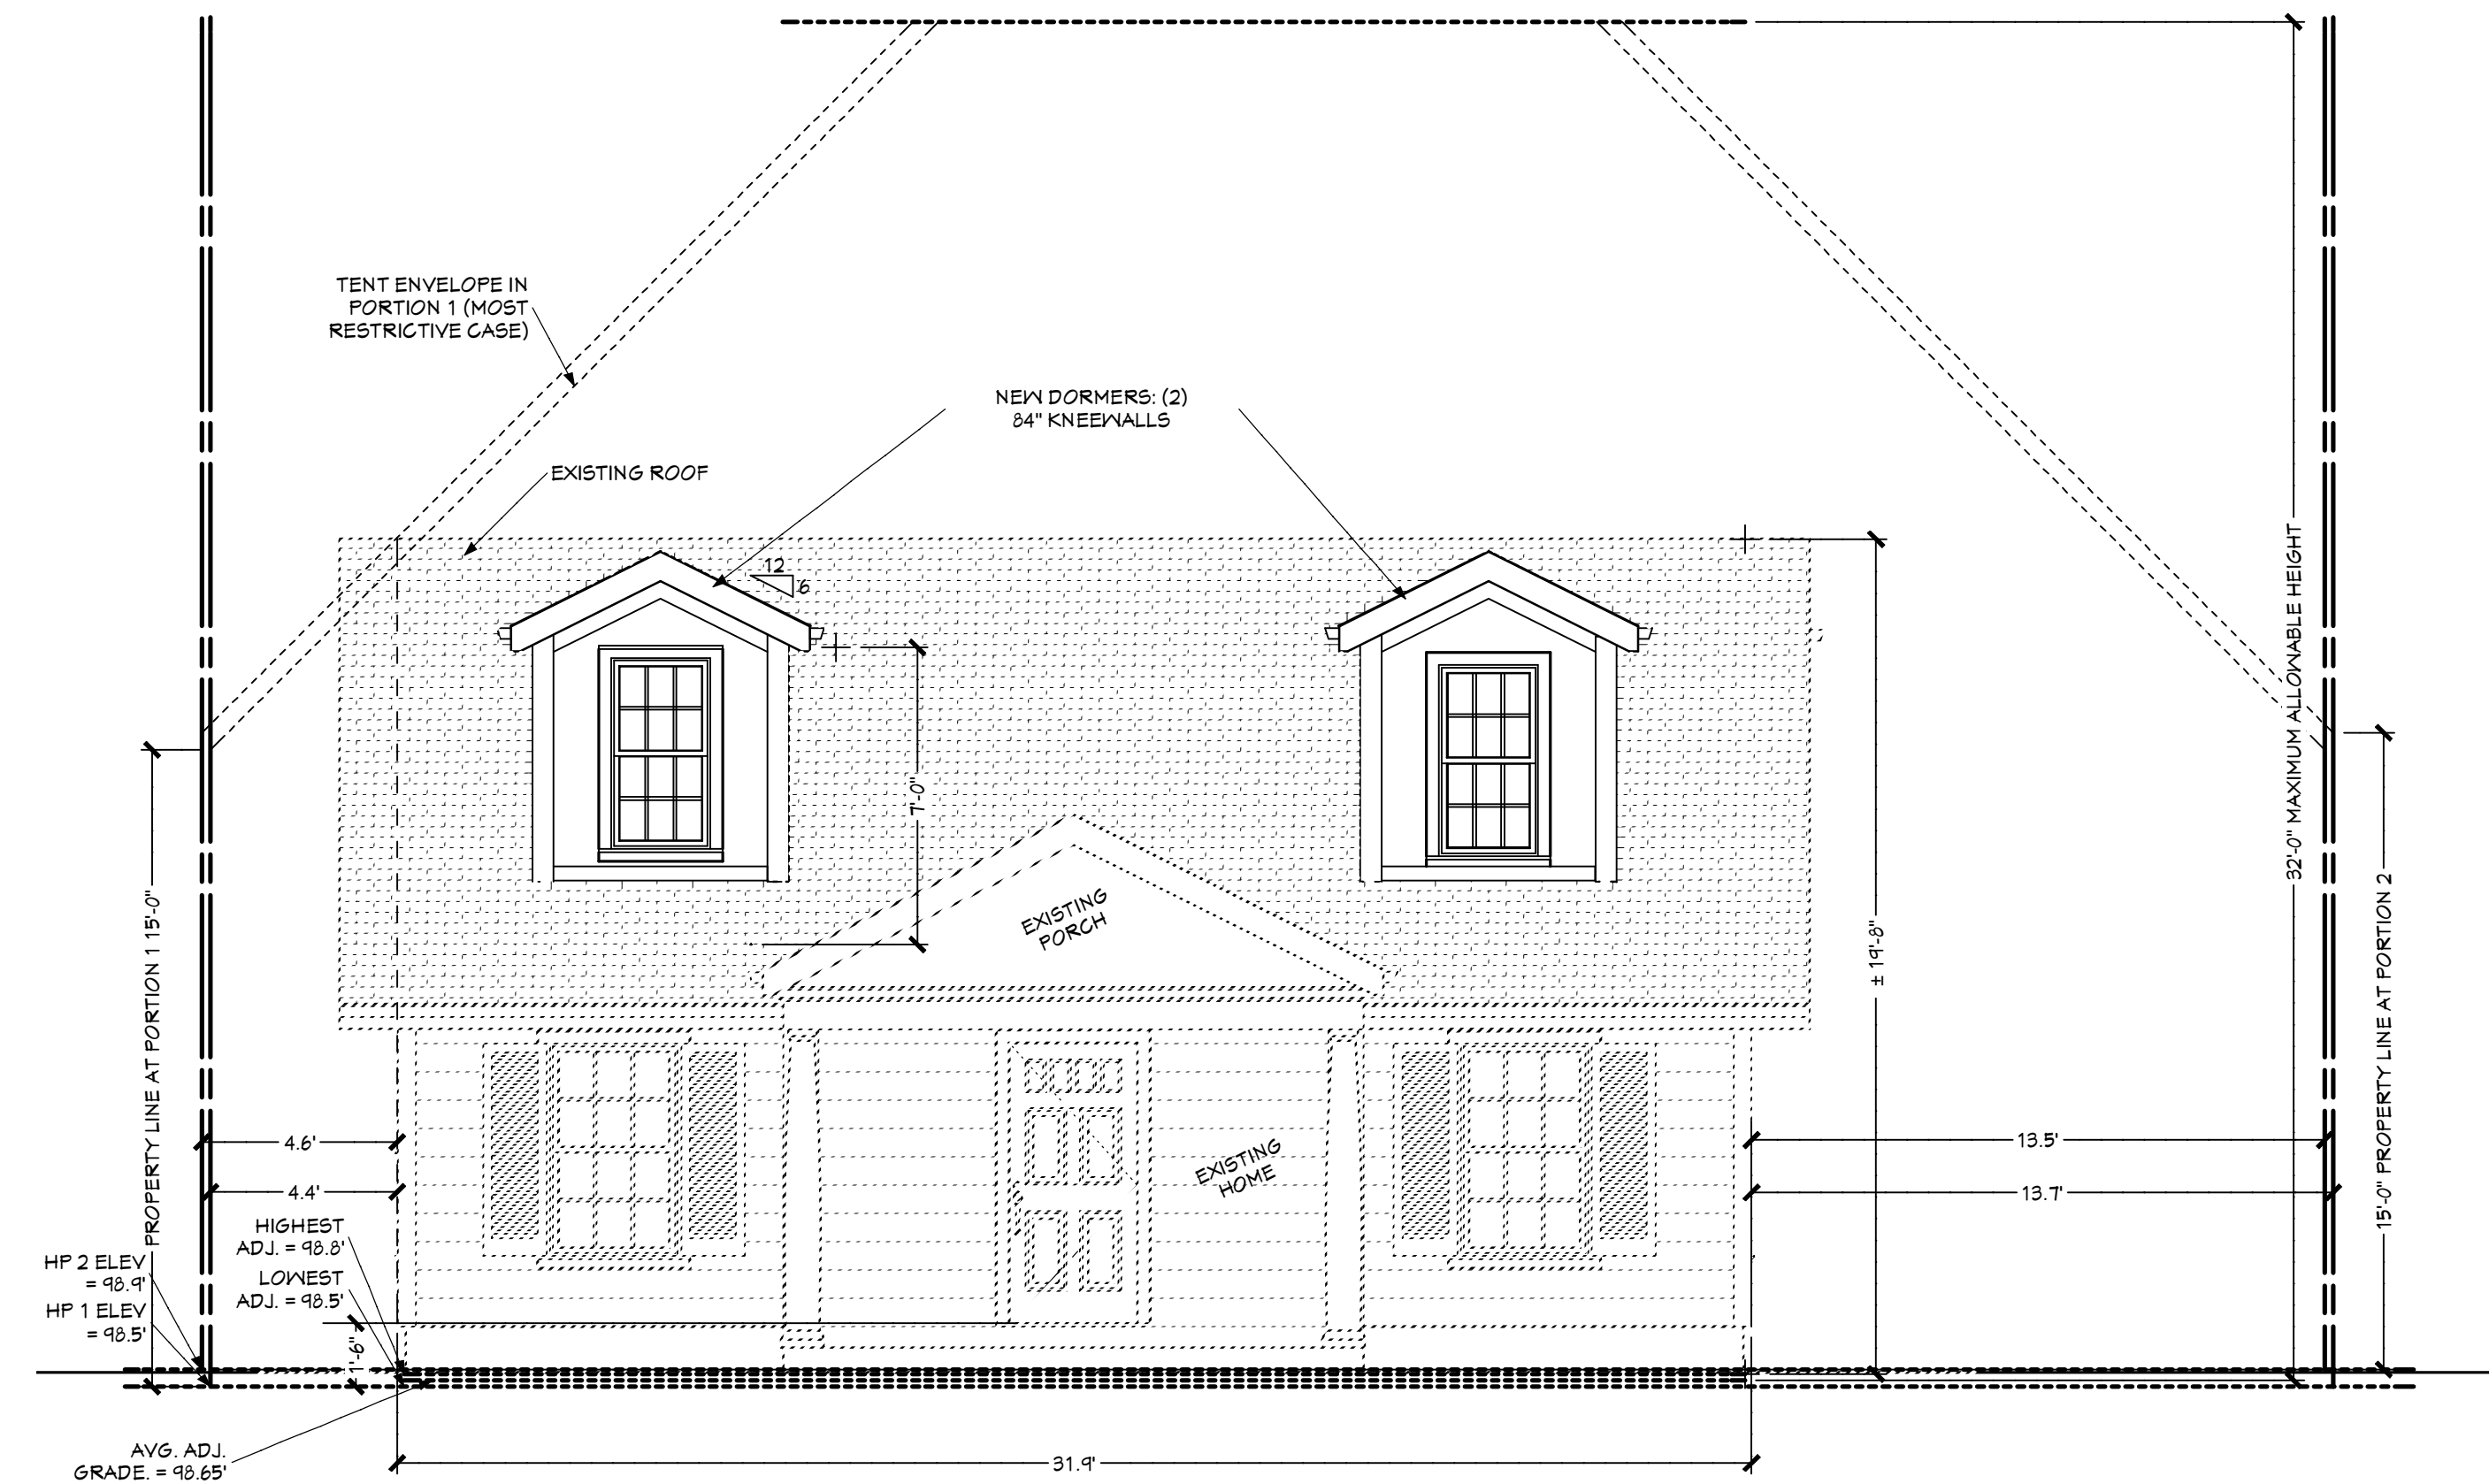 TENT ENVELOPE IN
PORTION 1 (MOST
RESTRICTIVE CASE)
NEW DORMERS: (2)
84" KNEEWALLS
EXISTING ROOF
12
6
7'-0"
EXISTING
PORCH
32'-0" MAXIMUM ALLOWABLE HEIGHT
± 19'-8"
PROPERTY LINE AT PORTION 1 15'-0"
15'-0" PROPERTY LINE AT PORTION 2
4.6'
13.5'
EXISTING
HOME
4.4'
13.7'
HIGHEST
ADJ. = 98.8'
HP 2 ELEV
= 98.9'
LOWEST
ADJ. = 98.5'
HP 1 ELEV
= 98.5'
1'-6"
AVG. ADJ.
GRADE. = 98.65'
31.9'